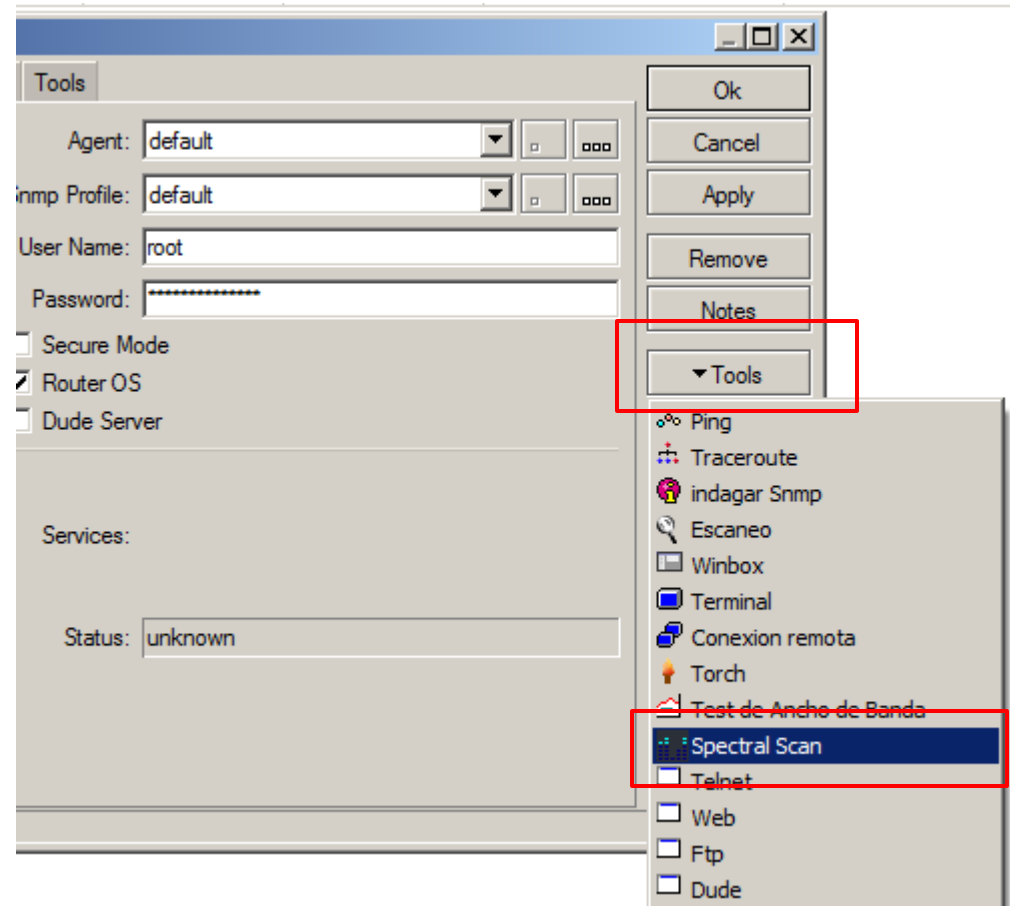 Tools
Agent: default
Snmp Profile: default
User Name: root
Password: **************
Secure Mode
Router OS
Dude Server
Services:
Status: unknown
Ok
Cancel
Apply
Remove
Notes
Tools
Ping
Traceroute
indagar Snmp
Escaneo
Winbox
Terminal
Conexion remota
Torch
Test de Ancho de Banda
Spectral Scan
Telnet
Web
Ftp
Dude